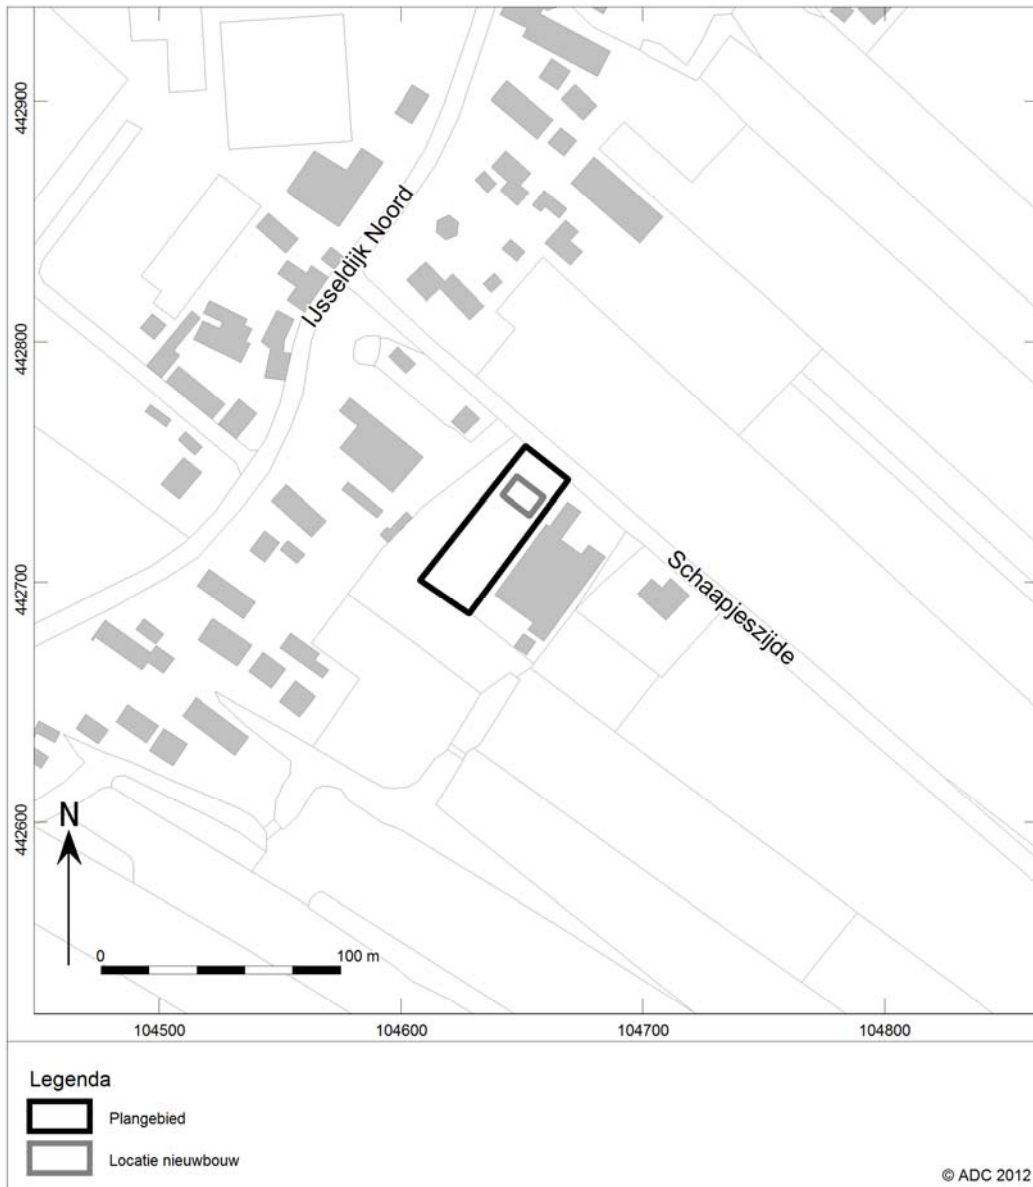 442900
IJsseldijk Noord
442800
442700
Schaapjeszijde
442600
N
0 100 m
104500 104600 104700 104800
Legenda
Plangebied
Locatie nieuwbouw
© ADC 2012